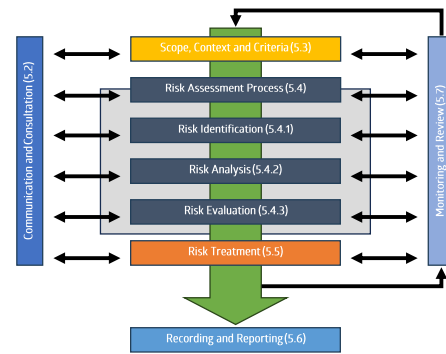 Communication and Consultation (5.2)
Scope, Context and Criteria (5.3)
Risk Assessment Process (5.4)
Risk Identification (5.4.1)
Risk Analysis (5.4.2)
Risk Evaluation (5.4.3)
Risk Treatment (5.5)
Recording and Reporting (5.6)
Monitoring and Review (5.7)